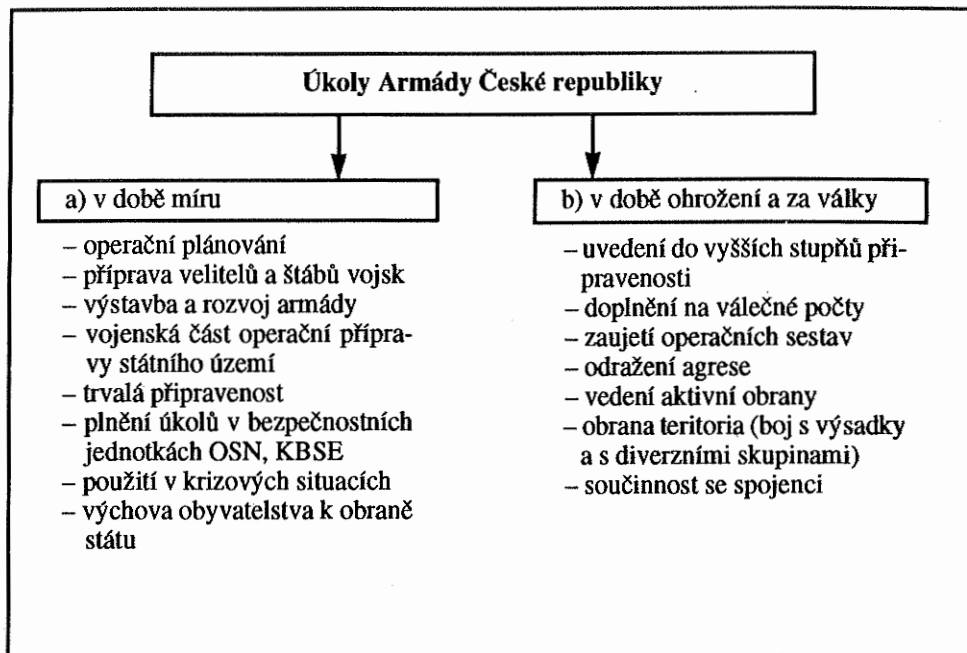 Úkoly Armády České republiky
a) v době míru
– operační plánování
– příprava velitelů a štábů vojsk
– výstavba a rozvoj armády
– vojenská část operační přípra-
vy státního území
– trvalá připravenost
– plnění úkolů v bezpečnostních
jednotkách OSN, KBSE
– použití v krizových situacích
– výchova obyvatelstva k obraně
státu
b) v době ohrožení a za války
– uvedení do vyšších stupňů při-
pravenosti
– doplnění na válečné počty
– zaujetí operačních sestav
– odražení agrese
– vedení aktivní obrany
– obrana teritoria (boj s výsadky
a s diverzními skupinami)
– součinnost se spojenci